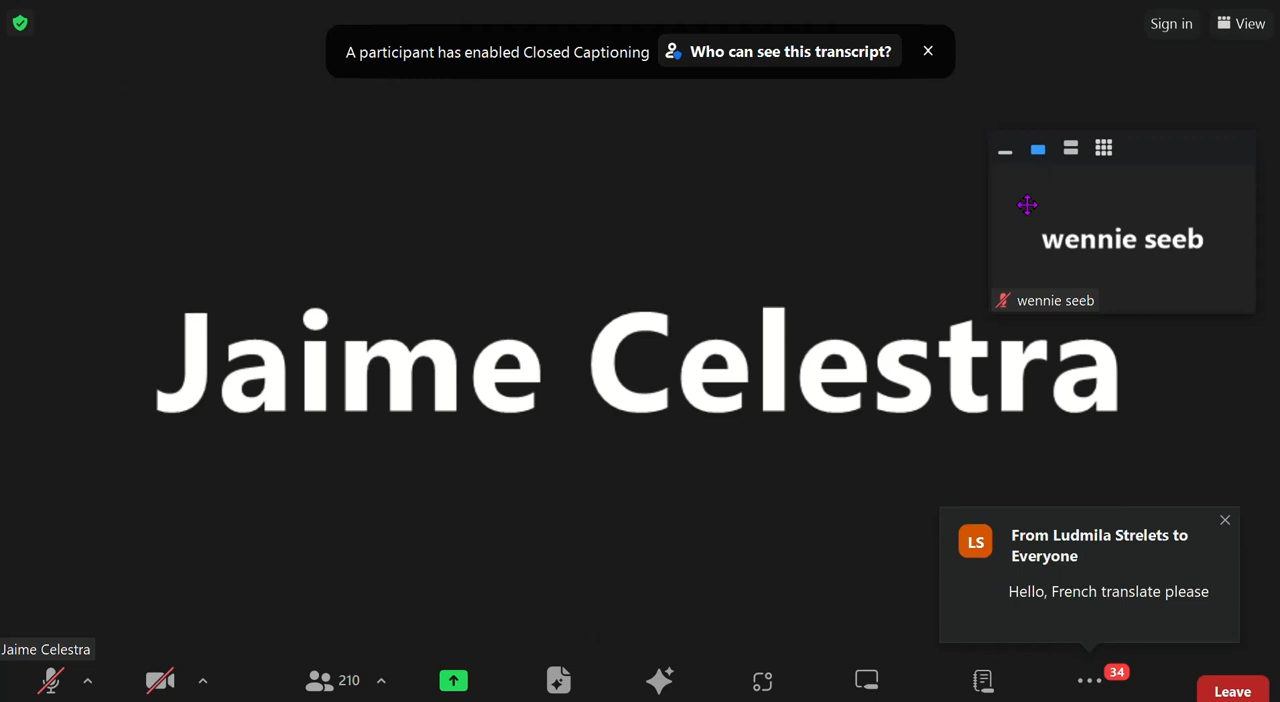 Sign in
View
A participant has enabled Closed Captioning
Who can see this transcript?
wennie seeb
wennie seeb
Jaime Celestra
LS
From Ludmila Strelets to
Everyone
Hello, French translate please
Jaime Celestra
210
34
Leave